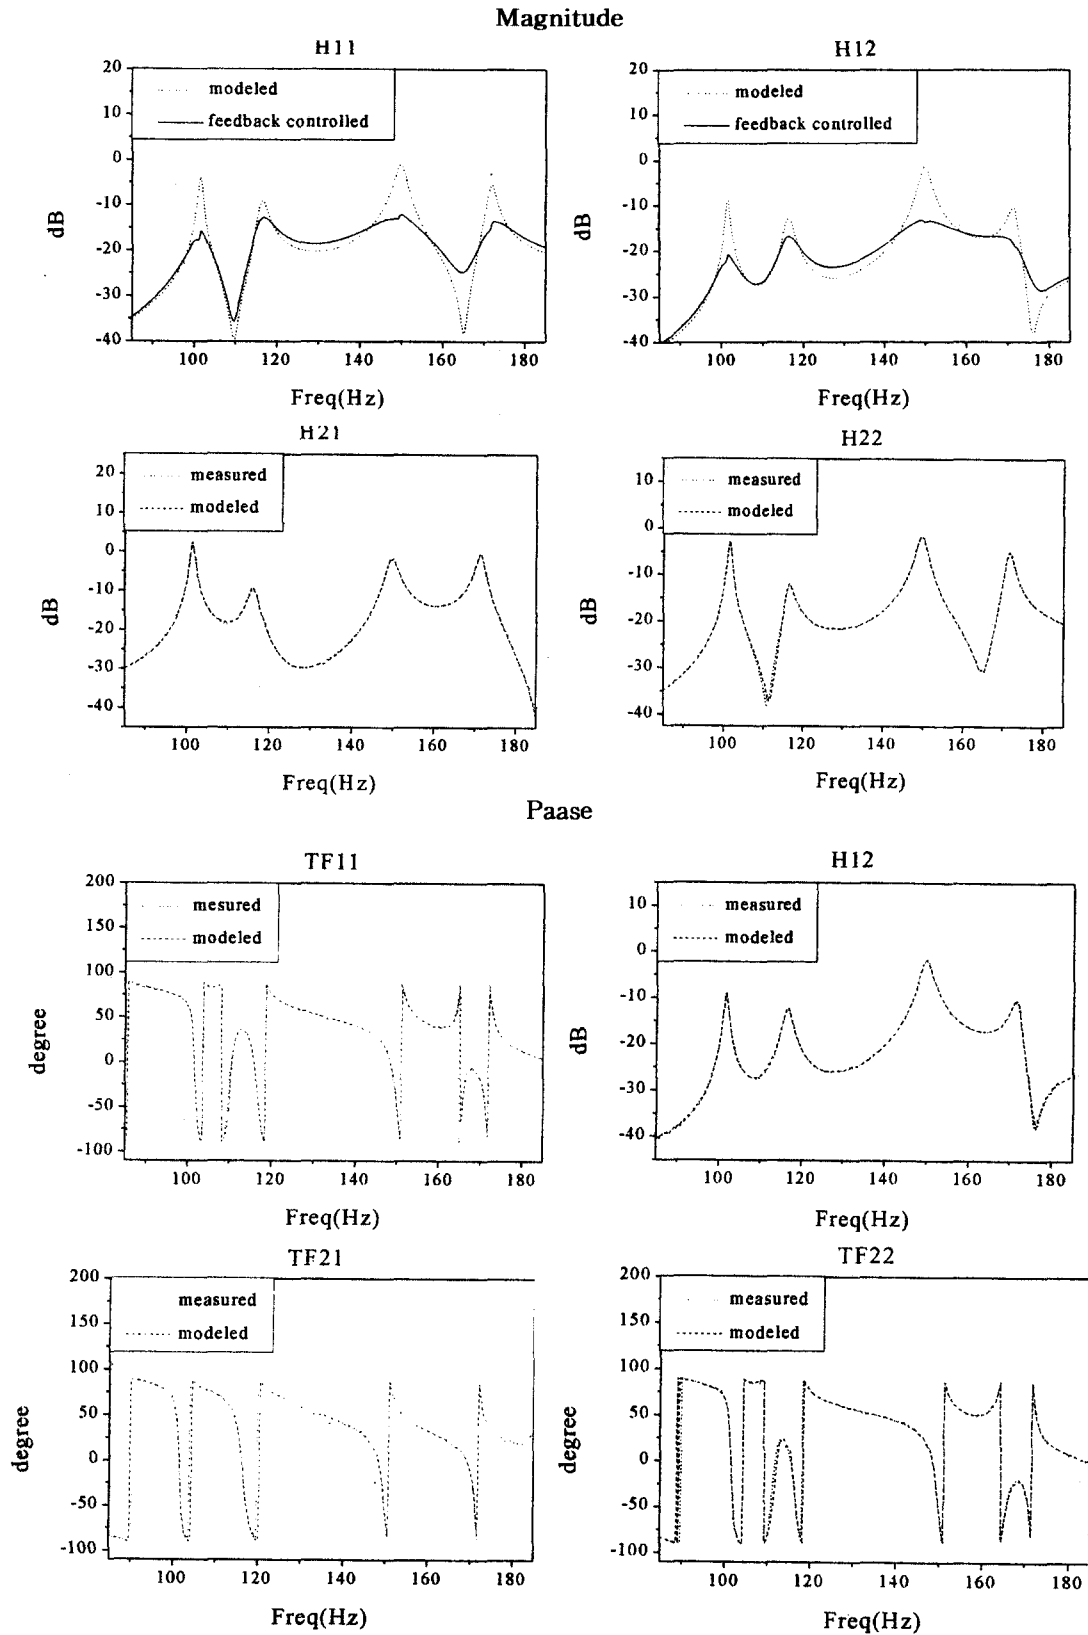 Magnitude
H11
20
10
0
-10
-20
-30
-40
dB
modeled
feedback controlled
100 120 140 160 180
Freq(Hz)
H12
20
10
0
-10
-20
-30
-40
dB
modeled
feedback controlled
100 120 140 160 180
Freq(Hz)
H21
20
10
0
-10
-20
-30
-40
dB
measured
modeled
100 120 140 160 180
Freq(Hz)
H22
10
0
-10
-20
-30
-40
dB
measured
modeled
100 120 140 160 180
Freq(Hz)
Paase
TF11
200
150
100
50
0
-50
-100
degree
mesured
modeled
100 120 140 160 180
Freq(Hz)
H12
10
0
-10
-20
-30
-40
dB
measured
modeled
100 120 140 160 180
Freq(Hz)
TF21
200
150
100
50
0
-50
-100
degree
measured
modeled
100 120 140 160 180
Freq(Hz)
TF22
200
150
100
50
0
-50
-100
degree
measured
modeled
100 120 140 160 180
Freq(Hz)